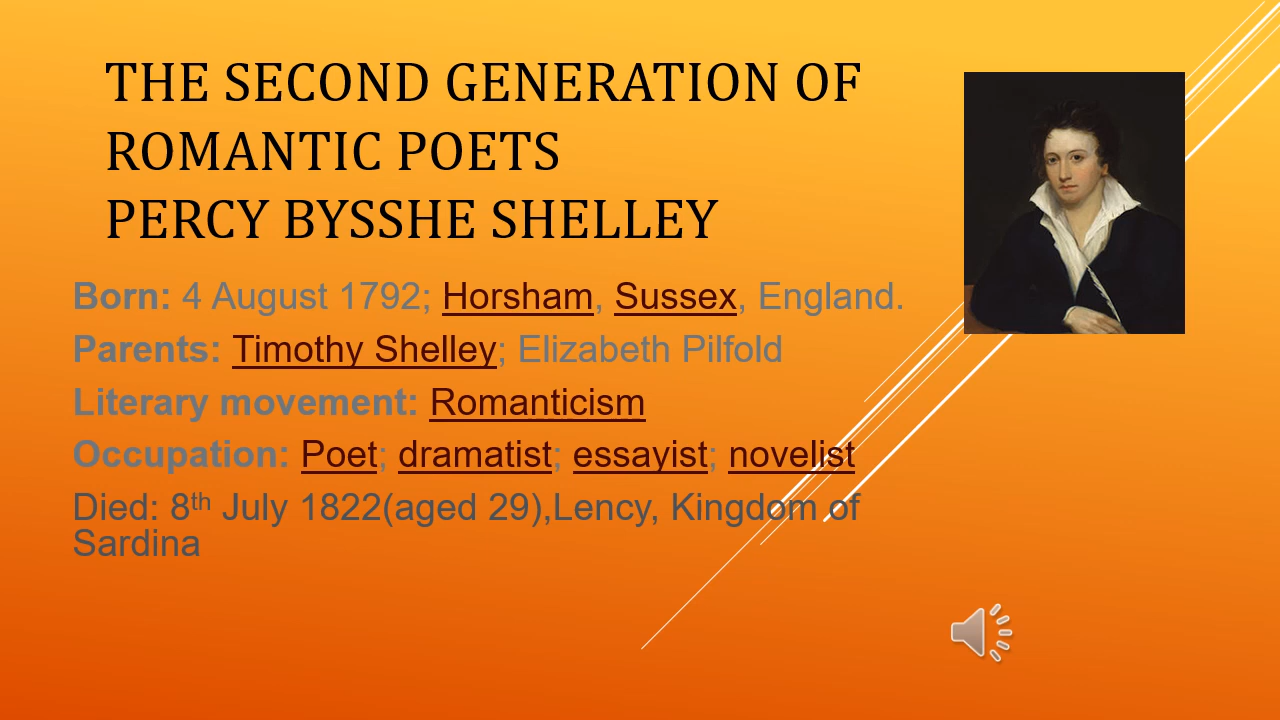 THE SECOND GENERATION OF
ROMANTIC POETS
PERCY BYSSHE SHELLEY
Born: 4 August 1792; Horsham, Sussex, England.
Parents: Timothy Shelley; Elizabeth Pilfold
Literary movement: Romanticism
Occupation: Poet; dramatist; essayist; novelist
Died: 8th July 1822(aged 29),Lency, Kingdom of
Sardina